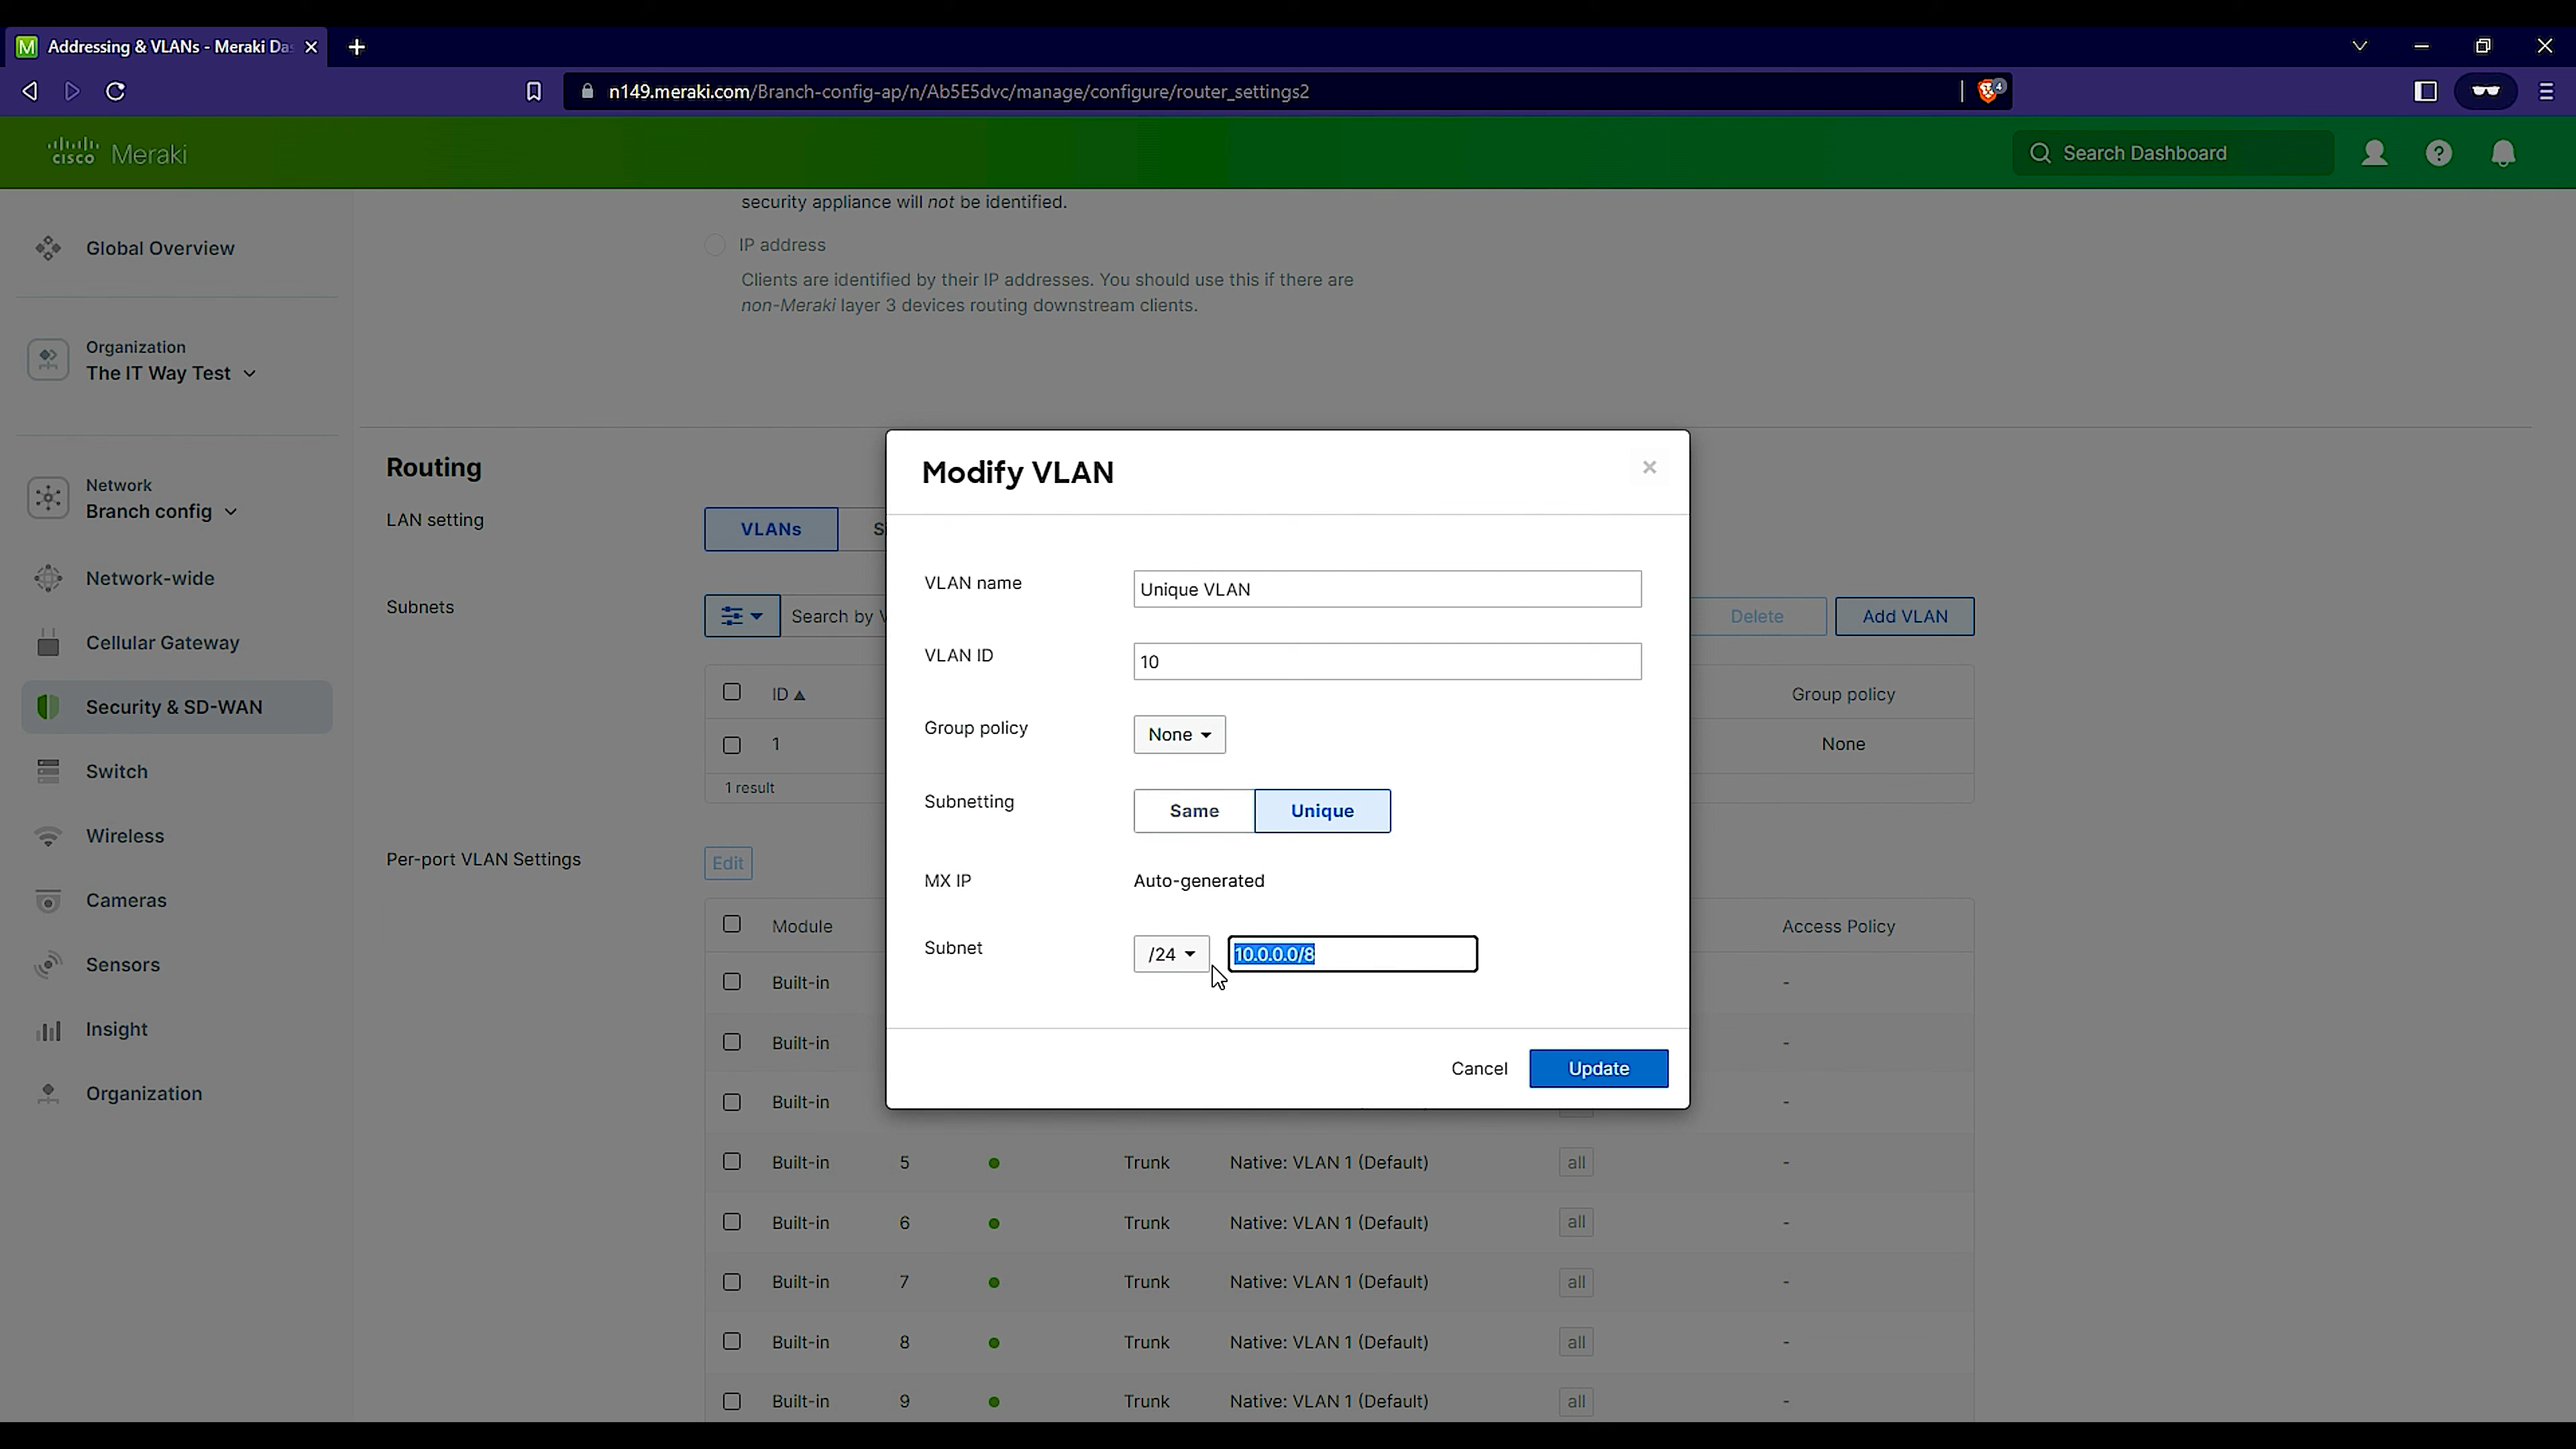 Addressing & VLANs - Meraki Da
n149.meraki.com/Branch-config-ap/n/Ab5E5dvc/manage/configure/router_settings2
4
cisco Meraki
Search Dashboard
Global Overview
Organization
The IT Way Test
Network
Branch config
Network-wide
Cellular Gateway
Security & SD-WAN
Switch
Wireless
Cameras
Sensors
Insight
Organization
security appliance will not be identified.
IP address
Clients are identified by their IP addresses. You should use this if there are
non-Meraki layer 3 devices routing downstream clients.
Routing
LAN setting
VLANs
Subnets
Search by V
Delete
Add VLAN
ID
Group policy
1
None
1 result
Per-port VLAN Settings
Edit
Module
Access Policy
Built-in -
Built-in -
Built-in -
Built-in 5 Trunk Native: VLAN 1 (Default) all -
Built-in 6 Trunk Native: VLAN 1 (Default) all -
Built-in 7 Trunk Native: VLAN 1 (Default) all -
Built-in 8 Trunk Native: VLAN 1 (Default) all -
Built-in 9 Trunk Native: VLAN 1 (Default) all -
Modify VLAN
VLAN name Unique VLAN
VLAN ID 10
Group policy None
Subnetting Same Unique
MX IP Auto-generated
Subnet /24 10.0.0.0/8
Cancel Update